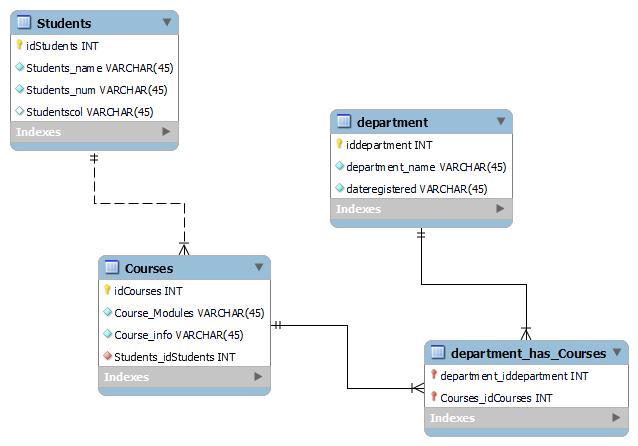 Students
idStudents INT
Students_name VARCHAR(45)
Students_num VARCHAR(45)
Studentscol VARCHAR(45)
Indexes
department
iddepartment INT
department_name VARCHAR(45)
dateregistered VARCHAR(45)
Indexes
Courses
idCourses INT
Course_Modules VARCHAR(45)
Course_info VARCHAR(45)
Students_idStudents INT
Indexes
department_has_Courses
department_iddepartment INT
Courses_idCourses INT
Indexes